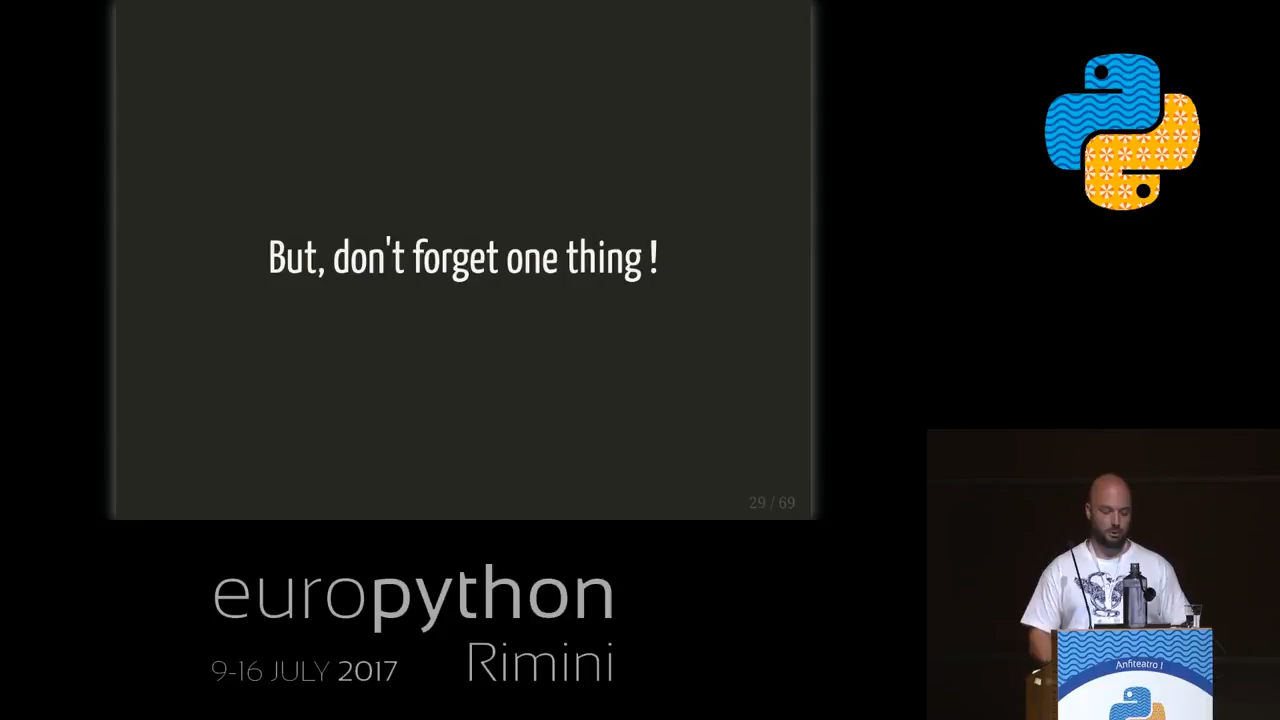 But, don't forget one thing !
29 / 69
europython
9-16 JULY 2017
Rimini
Anfiteatro I